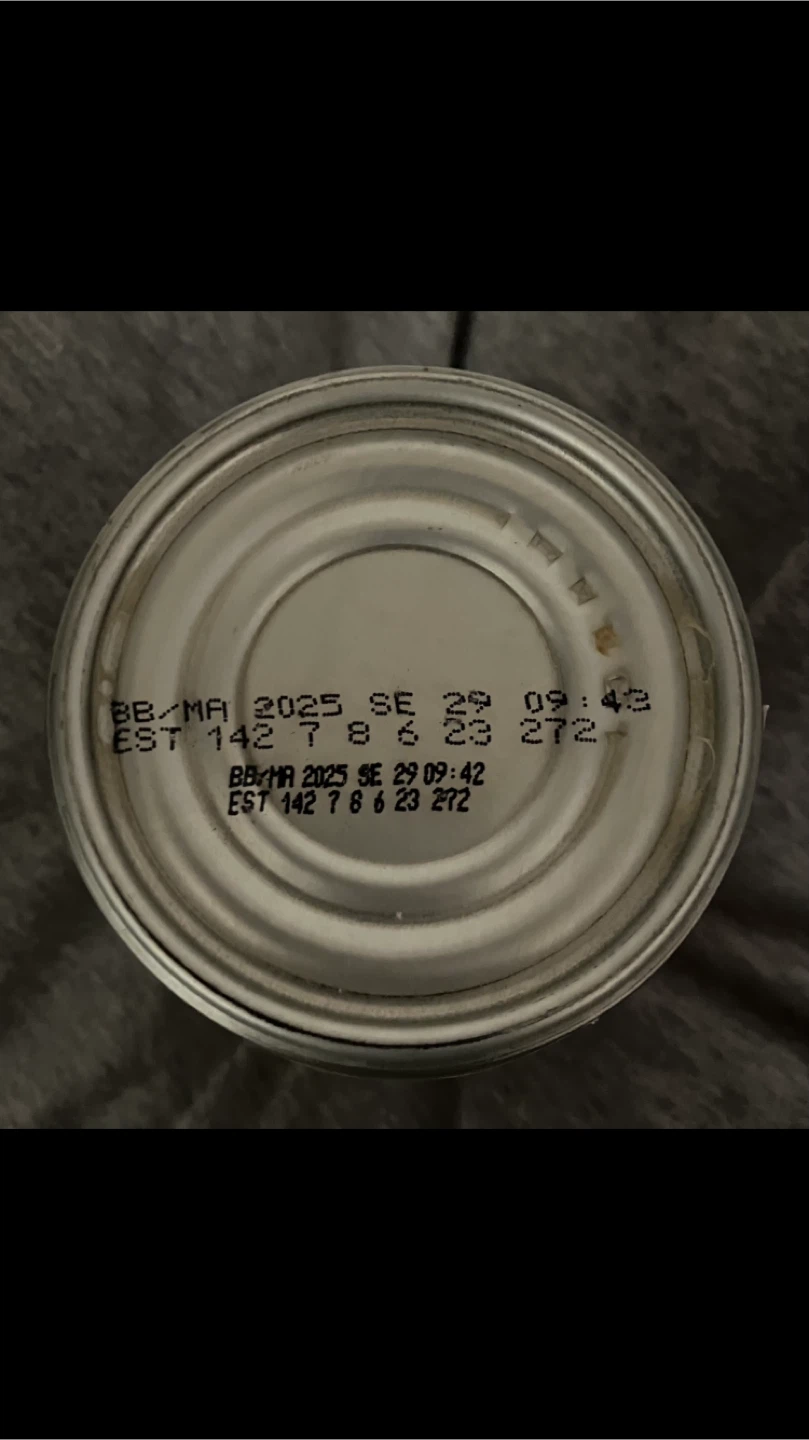 BB/MA 2025 SE 29 09:43
EST 142 7 8 6 23 272
BB/MA 2025 SE 29 09:42
EST 142 7 8 6 23 272